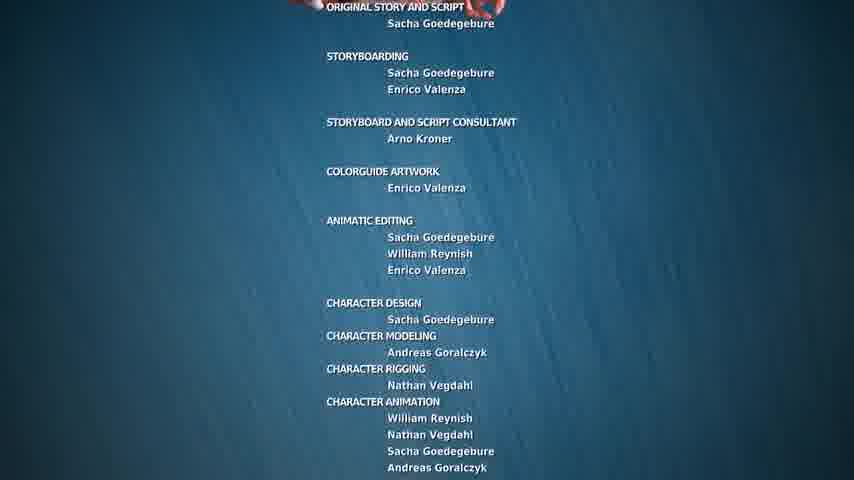 ORIGINAL STORY AND SCRIPT
Sacha Goedegebure
STORYBOARDING
Sacha Goedegebure
Enrico Valenza
STORYBOARD AND SCRIPT CONSULTANT
Arno Kroner
COLORGUIDE ARTWORK
Enrico Valenza
ANIMATIC EDITING
Sacha Goedegebure
William Reynish
Enrico Valenza
CHARACTER DESIGN
Sacha Goedegebure
CHARACTER MODELING
Andreas Goralczyk
CHARACTER RIGGING
Nathan Vegdahl
CHARACTER ANIMATION
William Reynish
Nathan Vegdahl
Sacha Goedegebure
Andreas Goralczyk